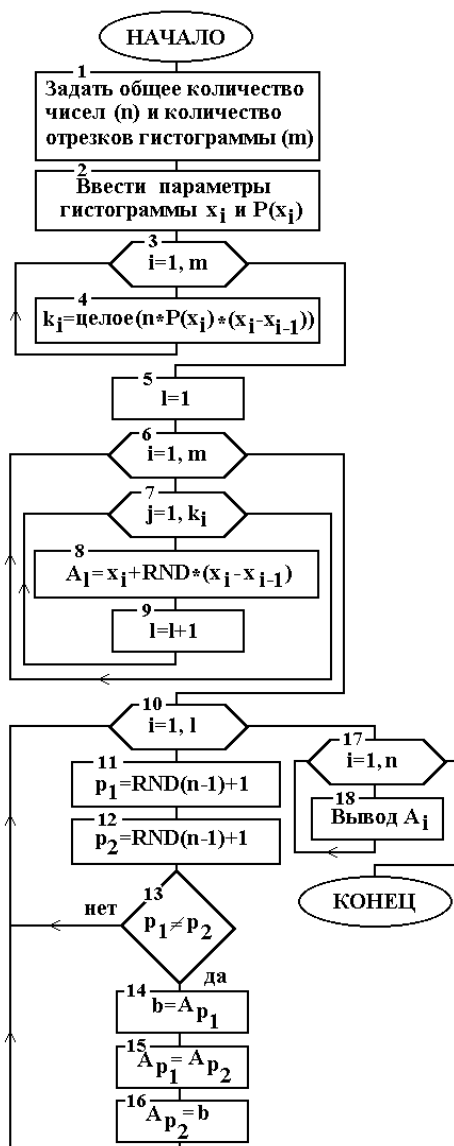 НАЧАЛО
1
Задать общее количество
чисел (n) и количество
отрезков гистограммы (m)
2
Ввести параметры
гистограммы xi и P(xi)
3
i=1, m
4
ki=целое(n*P(xi)*(xi-xi-1))
5
l=1
6
i=1, m
7
j=1, ki
8
Al=xi+RND*(xi-xi-1)
9
l=l+1
10
i=1, l
11
p1=RND(n-1)+1
12
p2=RND(n-1)+1
13
p1≠p2
нет
да
14
b=Ap1
15
Ap1=Ap2
16
Ap2=b
17
i=1, n
18
Вывод Ai
КОНЕЦ